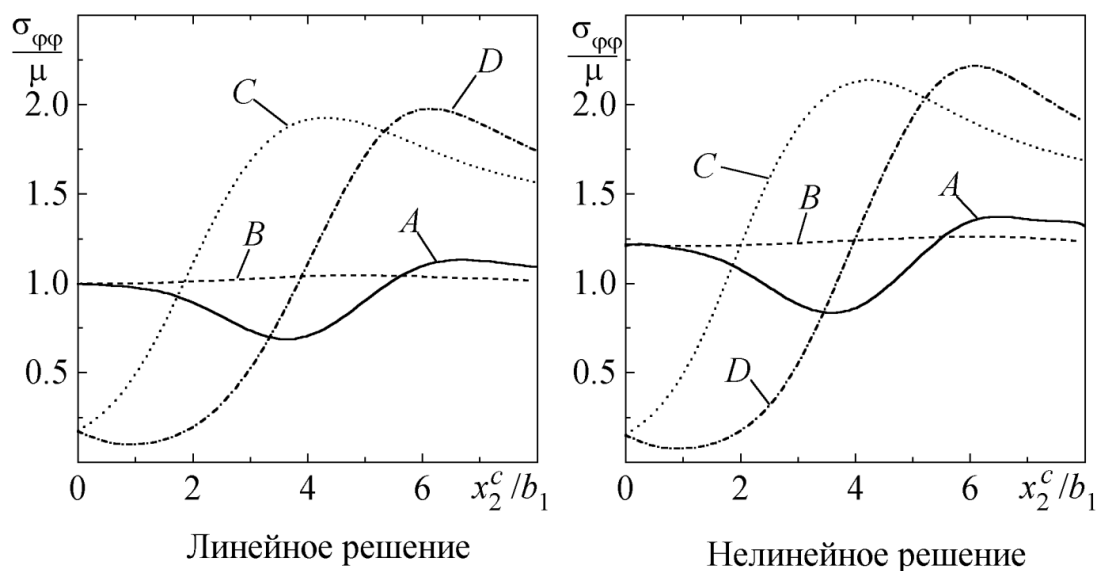 σφφ
μ
2.0
1.5
1.0
0.5
C
D
B
A
0 2 4 6 x₂ᶜ/b₁
Линейное решение
σφφ
μ
2.0
1.5
1.0
0.5
C
B
A
D
0 2 4 6 x₂ᶜ/b₁
Нелинейное решение